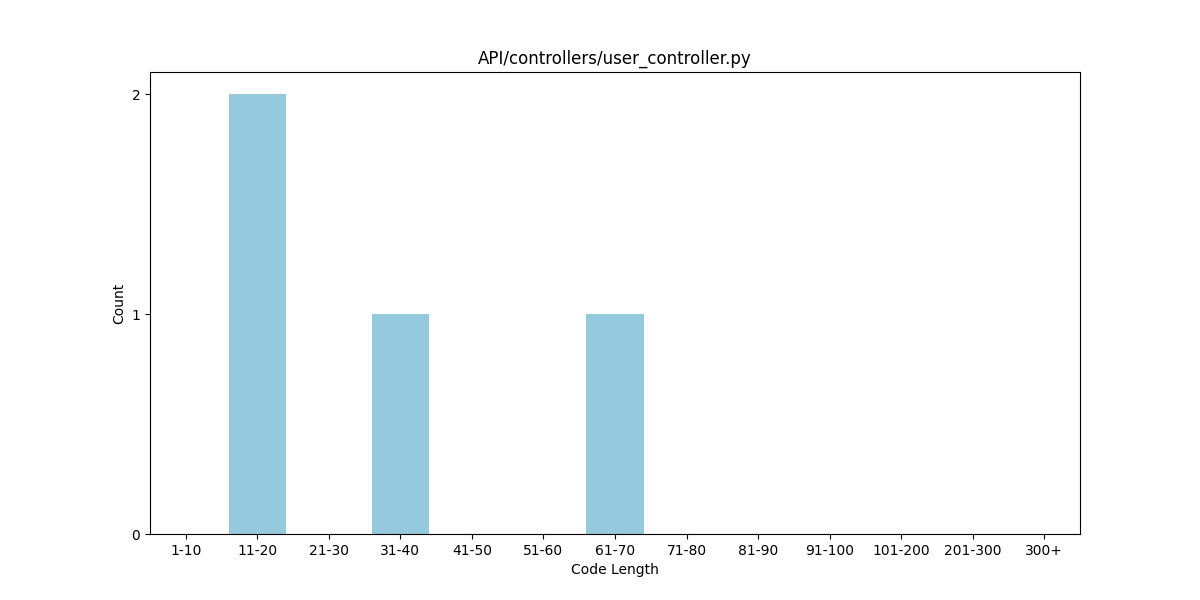 API/controllers/user_controller.py
Count
2
1
0
1-10 11-20 21-30 31-40 41-50 51-60 61-70 71-80 81-90 91-100 101-200 201-300 300+
Code Length